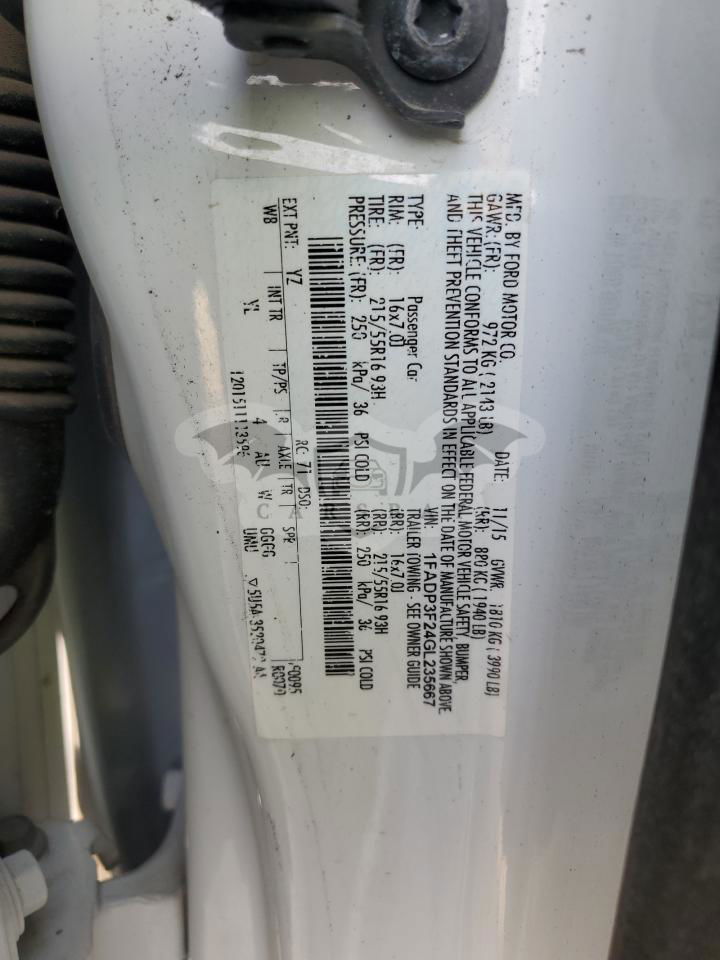 MFD. BY FORD MOTOR CO.
DATE: 11/15 GVWR: 1810 KG ( 3990 LB)
GAWR: (FR): 972 KG ( 2143 LB) (RR): 880 KG ( 1940 LB)
THIS VEHICLE CONFORMS TO ALL APPLICABLE FEDERAL MOTOR VEHICLE SAFETY, BUMPER,
AND THEFT PREVENTION STANDARDS IN EFFECT ON THE DATE OF MANUFACTURE SHOWN ABOVE
VIN: 1FADP3F24GL235667
TYPE: Passenger Car TRAILER TOWING - SEE OWNER GUIDE
RIM: (FR): 16x7.0J (RR): 16x7.0J
TIRE: (FR): 215/55R16 93H (RR): 215/55R16 93H
PRESSURE: (FR): 250 kPa/ 36 PSI COLD (RR): 250 kPa/ 36 PSI COLD
EXT PNT: YZ RC: 71 DSO:
WB INT TR TP/PS R AXLE TR SPR
YL 4 AU W GGGG
UNU